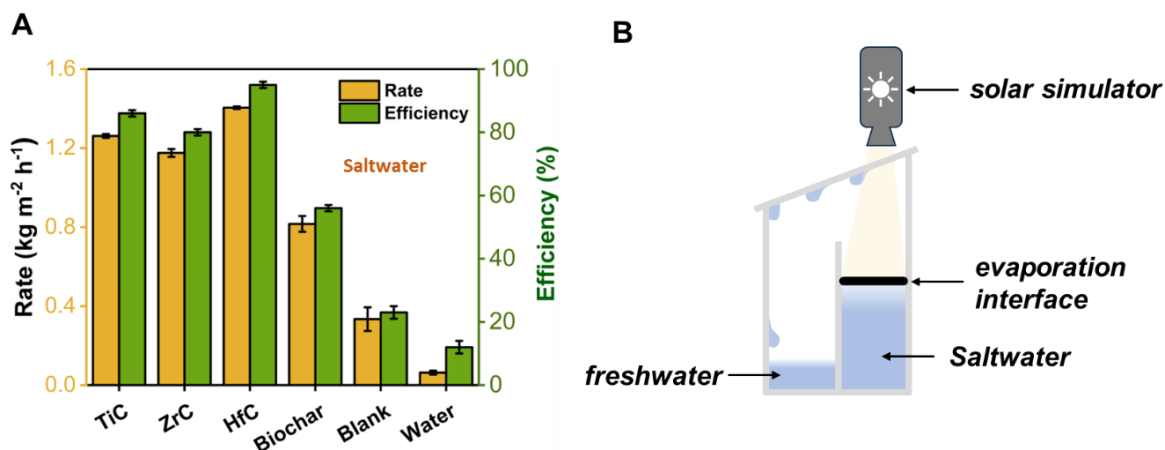 A
Rate (kg m⁻² h⁻¹)
1.6
1.2
0.8
0.4
0.0
Rate
Efficiency
Saltwater
100
80
60
40
20
0
Efficiency (%)
TiC
ZrC
HfC
Biochar
Blank
Water
B
solar simulator
evaporation
interface
Saltwater
freshwater